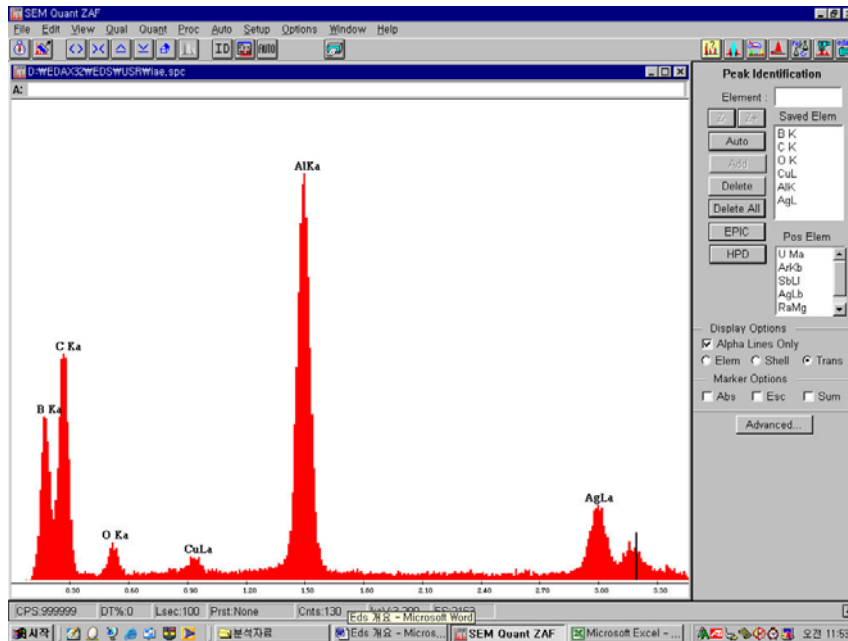 SEM Quant ZAF
File Edit View Qual Quant Proc Auto Setup Options Window Help
ID AUTO
D:₩EDAX32₩EDS₩USR₩iae.spc
A:
AlKa
C Ka
B Ka
O Ka
CuLa
AgLa
0.30 0.60 0.90 1.20 1.50 1.80 2.10 2.40 2.70 3.00 3.30
Peak Identification
Element :
Z- Z+ Saved Elem
Auto
Add
Delete
Delete All
EPIC
HPD
B K
C K
O K
CuL
AlK
AgL
Pos Elem
U Ma
ArKb
SbLl
AgLb
RaMg
Display Options
Alpha Lines Only
Elem Shell Trans
Marker Options
Abs Esc Sum
Advanced...
CPS:999999 DT%:0 Lsec:100 Prst:None Cnts:130
Eds 개요 - Microsoft Word
시작 분석자료 Eds 개요 - Micros... SEM Quant ZAF Microsoft Excel - ... 오전 11:5